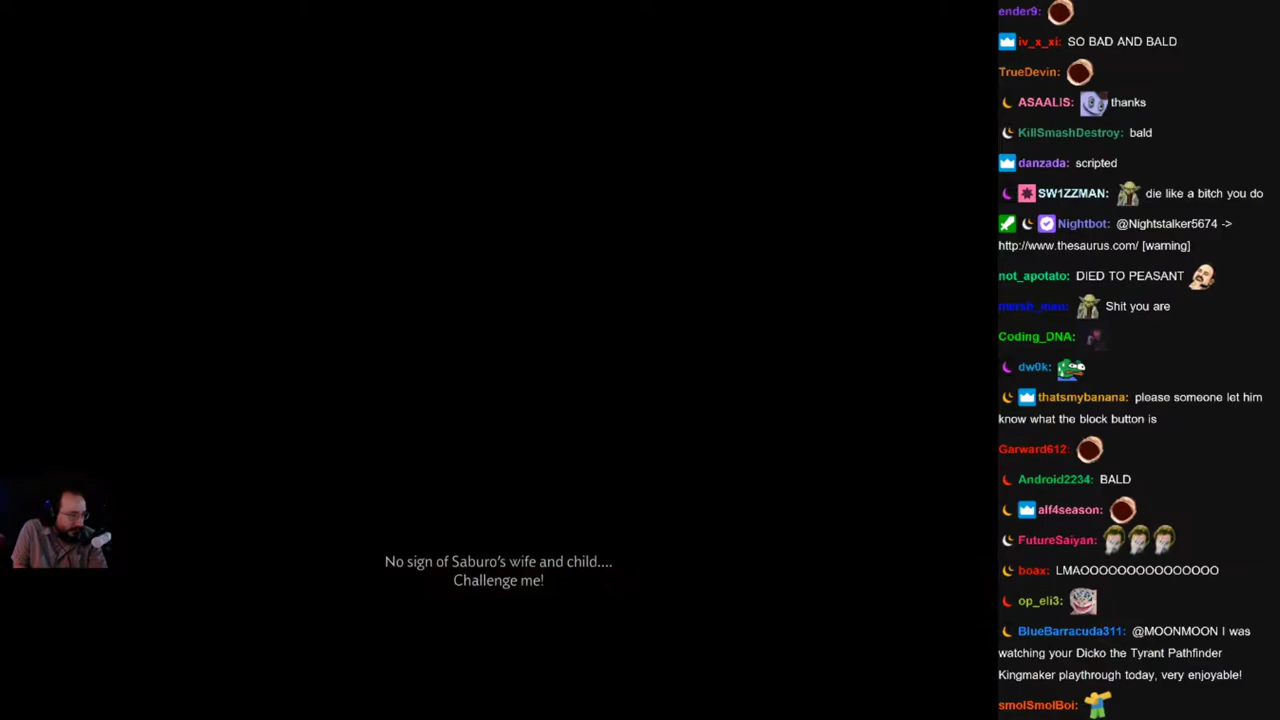 ender9:
iv_x_xi: SO BAD AND BALD
TrueDevin:
ASAALIS: thanks
KillSmashDestroy: bald
danzada: scripted
SW1ZZMAN: die like a bitch you do
Nightbot: @Nightstalker5674 ->
http://www.thesaurus.com/ [warning]
not_apotato: DIED TO PEASANT
Shit you are
Coding_DNA:
dw0k:
thatsmybanana: please someone let him
know what the block button is
Garward612:
Android2234: BALD
alf4season:
FutureSaiyan:
boax: LMAOOOOOOOOOOOOOOO
op_eli3:
BlueBarracuda311: @MOONMOON I was
watching your Dicko the Tyrant Pathfinder
Kingmaker playthrough today, very enjoyable!
smolSmolBoi:
No sign of Saburo's wife and child....
Challenge me!